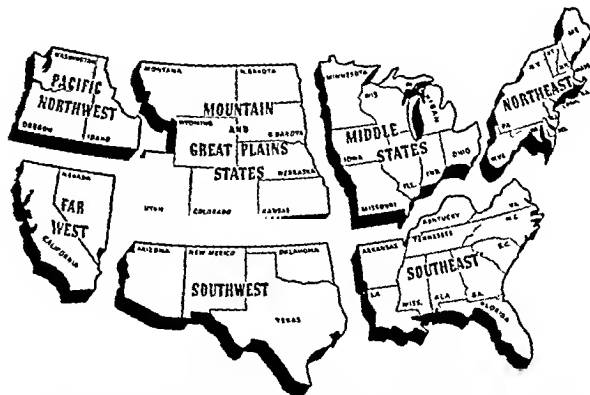 WASHINGTON
PACIFIC
NORTHWEST
OREGON
IDAHO
MONTANA
N. DAKOTA
MOUNTAIN
WYOMING
AND
S. DAKOTA
GREAT PLAINS
STATES
NEBRASKA
UTAH
COLORADO
KANSAS
MINNESOTA
WIS
MIDDLE
STATES
IOWA
ILL
IND
OHIO
MISSOURI
ME
VT
N.Y.
NORTHEAST
PA
W.VA
NEVADA
FAR
WEST
CALIFORNIA
ARIZONA
NEW MEXICO
OKLAHOMA
SOUTHWEST
TEXAS
KENTUCKY
VA
TENNESSEE
N.C.
ARKANSAS
S.C.
SOUTHEAST
LA
MISS.
ALA
GA
FLORIDA